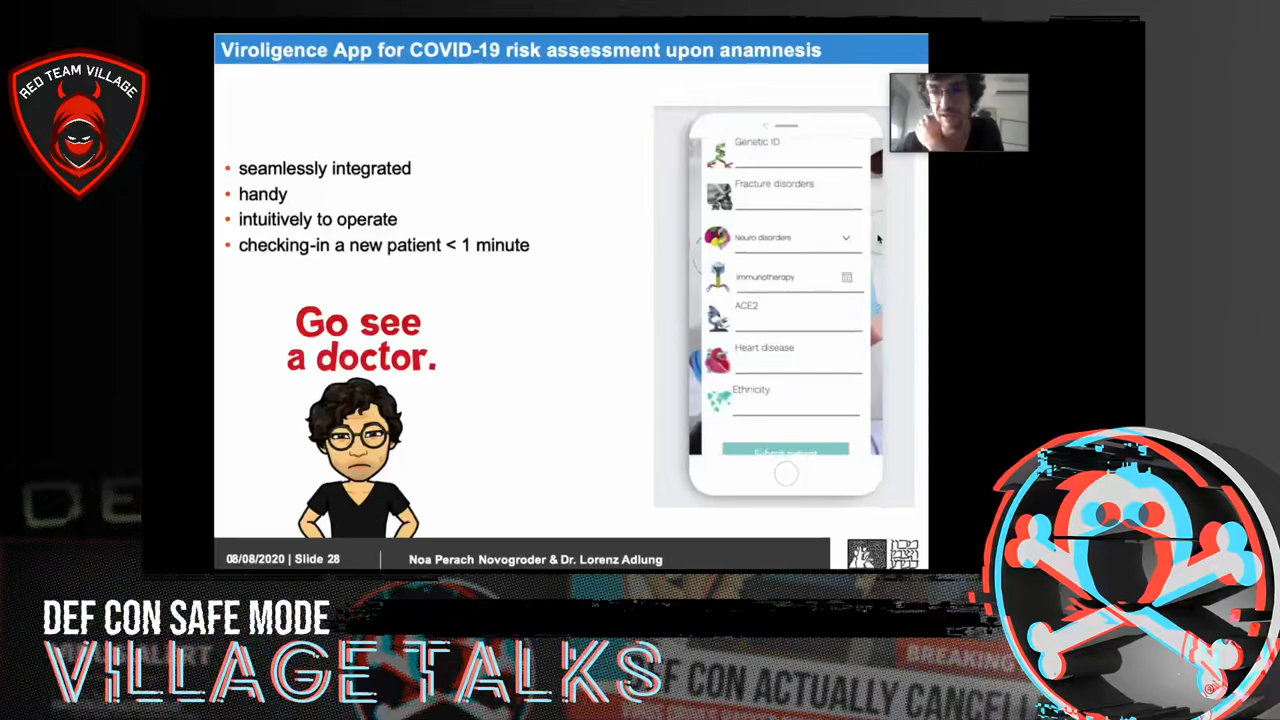 RED TEAM VILLAGE
Viroligence App for COVID-19 risk assessment upon anamnesis
• seamlessly integrated
• handy
• intuitively to operate
• checking-in a new patient < 1 minute
Go see
a doctor.
Genetic ID
Fracture disorders
Neuro disorders
Immunotherapy
ACE2
Heart disease
Ethnicity
Submit patient
08/08/2020 | Slide 28
Noa Perach Novogroder & Dr. Lorenz Adlung
DEF CON SAFE MODE
VILLAGE TALKS
BREAKING
DEF CON ACTUALLY